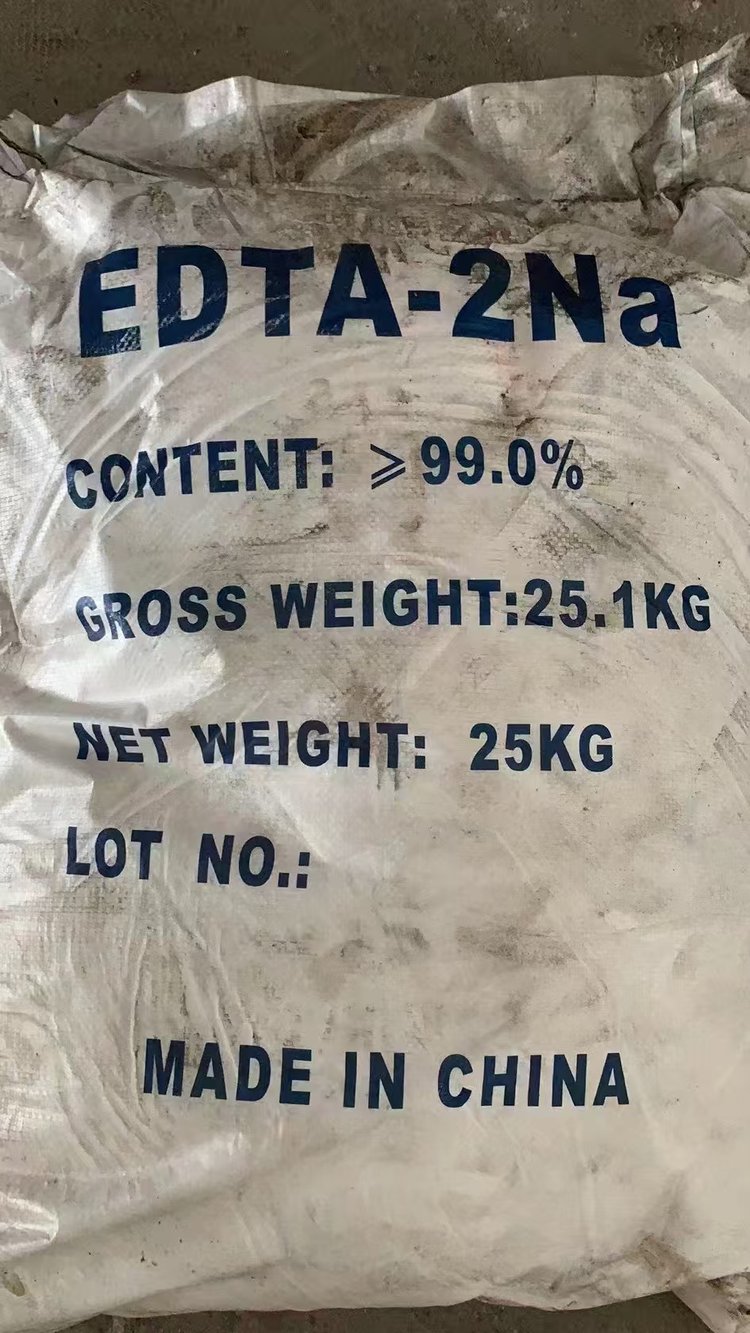 EDTA-2Na
CONTENT: ⩾99.0%
GROSS WEIGHT:25.1KG
NET WEIGHT: 25KG
LOT NO.:
MADE IN CHINA